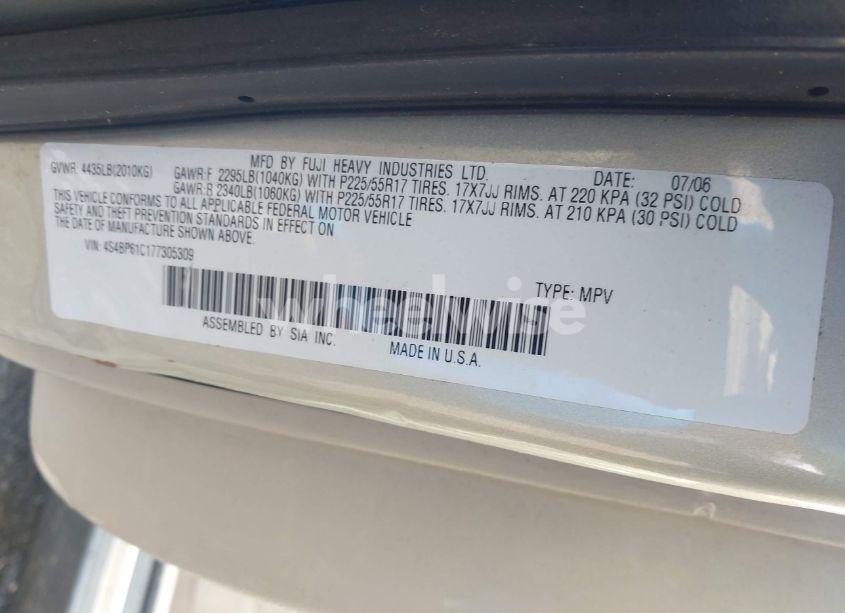 MFD BY FUJI HEAVY INDUSTRIES LTD. DATE: 07/06
GVWR: 4435LB(2010KG) GAWR:F 2295LB(1040KG) WITH P225/55R17 TIRES. 17X7JJ RIMS. AT 220 KPA (32 PSI) COLD
GAWR:R 2340LB(1060KG) WITH P225/55R17 TIRES. 17X7JJ RIMS. AT 210 KPA (30 PSI) COLD
THIS VEHICLE CONFORMS TO ALL APPLICABLE FEDERAL MOTOR VEHICLE
SAFETY AND THEFT PREVENTION STANDARDS IN EFFECT ON
THE DATE OF MANUFACTURE SHOWN ABOVE.
VIN: 4S4BP61C177305309
TYPE: MPV
wheelwise
ASSEMBLED BY SIA INC. MADE IN U.S.A.